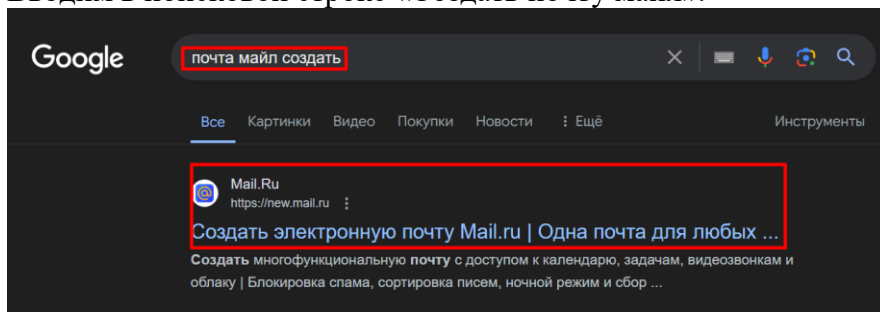 Google
почта майл создать
Все Картинки Видео Покупки Новости ⋮ Ещё Инструменты
Mail.Ru
https://new.mail.ru ⋮
Создать электронную почту Mail.ru | Одна почта для любых ...
Создать многофункциональную почту с доступом к календарю, задачам, видеозвонкам и
облаку | Блокировка спама, сортировка писем, ночной режим и сбор ...